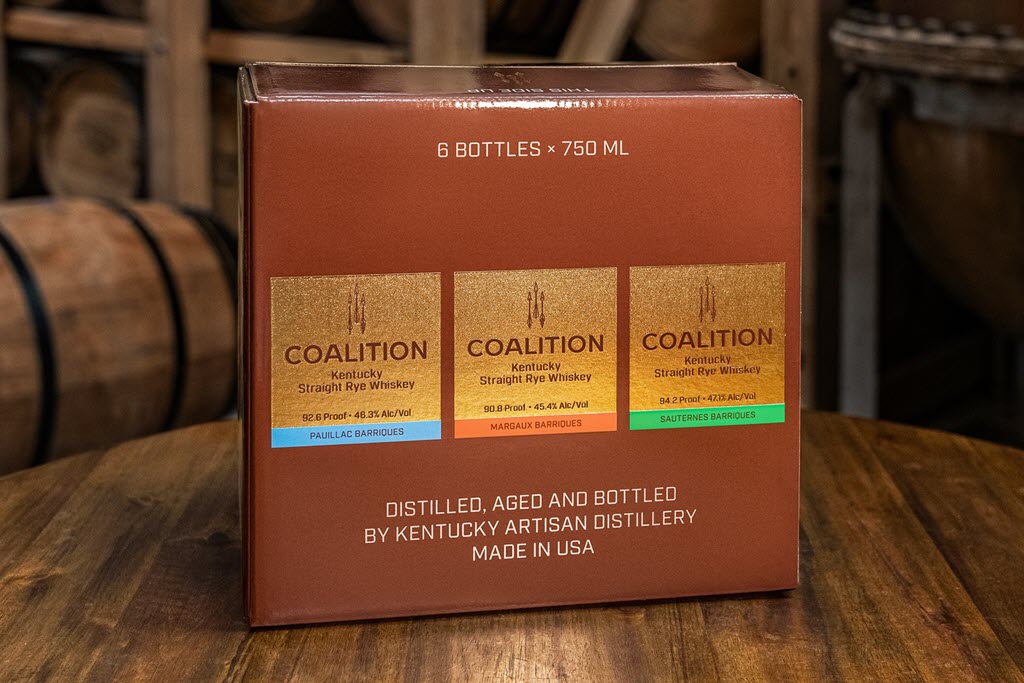 THIS SIDE UP
6 BOTTLES × 750 ML
COALITION
Kentucky
Straight Rye Whiskey
92.6 Proof • 46.3% Alc/Vol
PAUILLAC BARRIQUES
COALITION
Kentucky
Straight Rye Whiskey
90.8 Proof • 45.4% Alc/Vol
MARGAUX BARRIQUES
COALITION
Kentucky
Straight Rye Whiskey
94.2 Proof • 47.1% Alc/Vol
SAUTERNES BARRIQUES
DISTILLED, AGED AND BOTTLED
BY KENTUCKY ARTISAN DISTILLERY
MADE IN USA